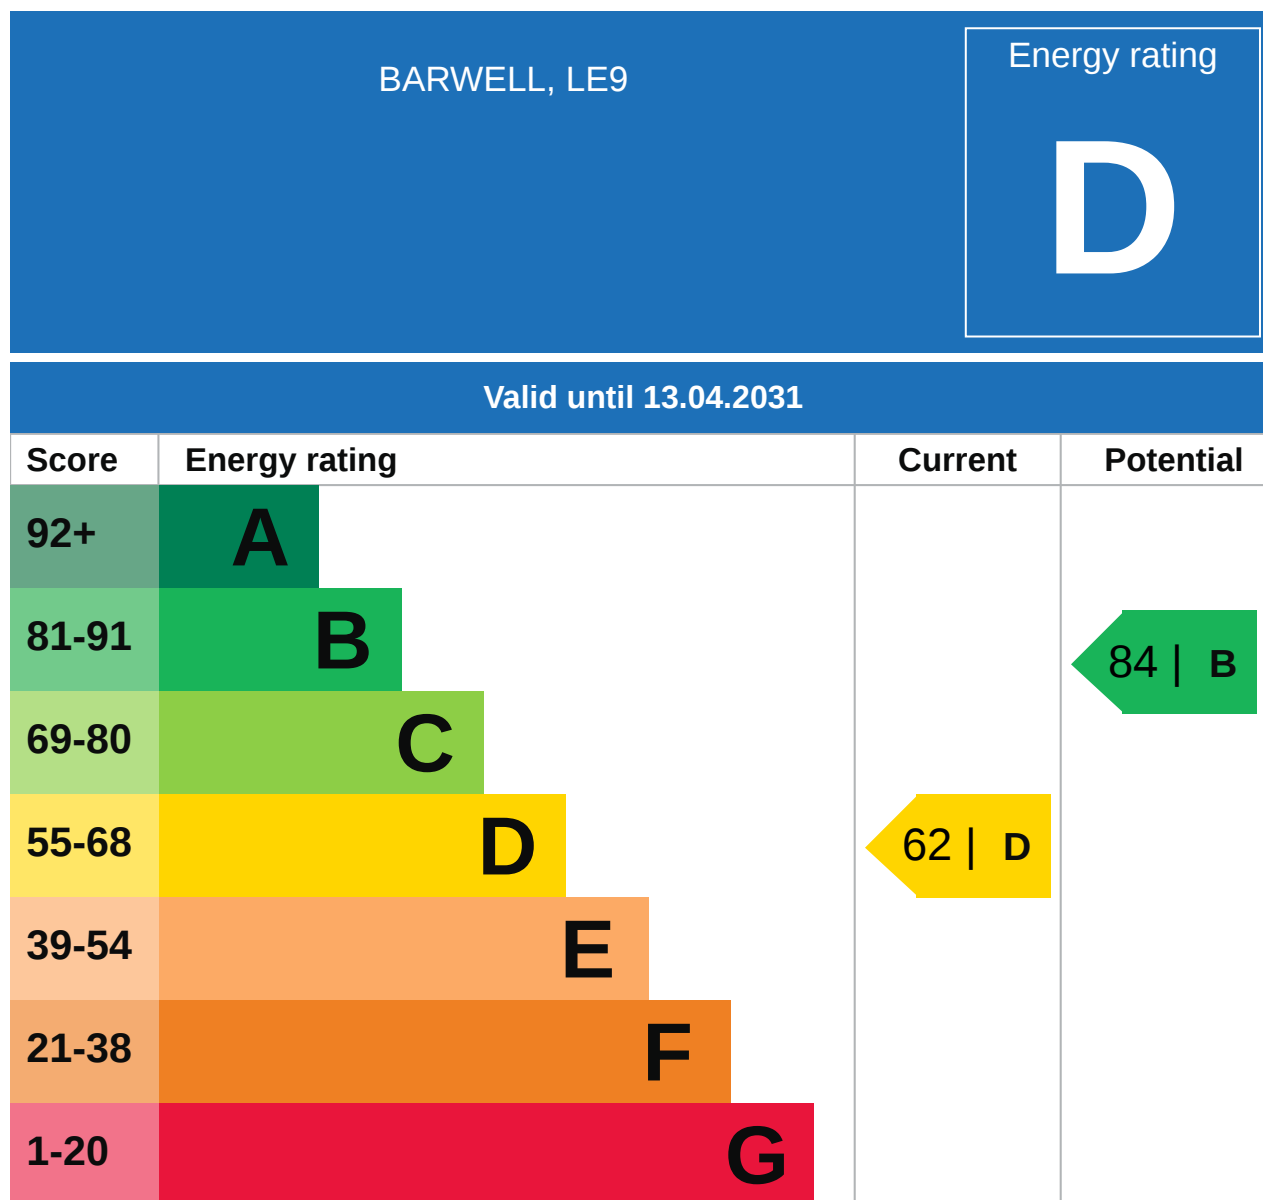 BARWELL, LE9
Energy rating
D
Valid until 13.04.2031
Score Energy rating Current Potential
92+ A
81-91 B
84 | B
69-80 C
55-68 D 62 | D
39-54 E
21-38 F
1-20 G